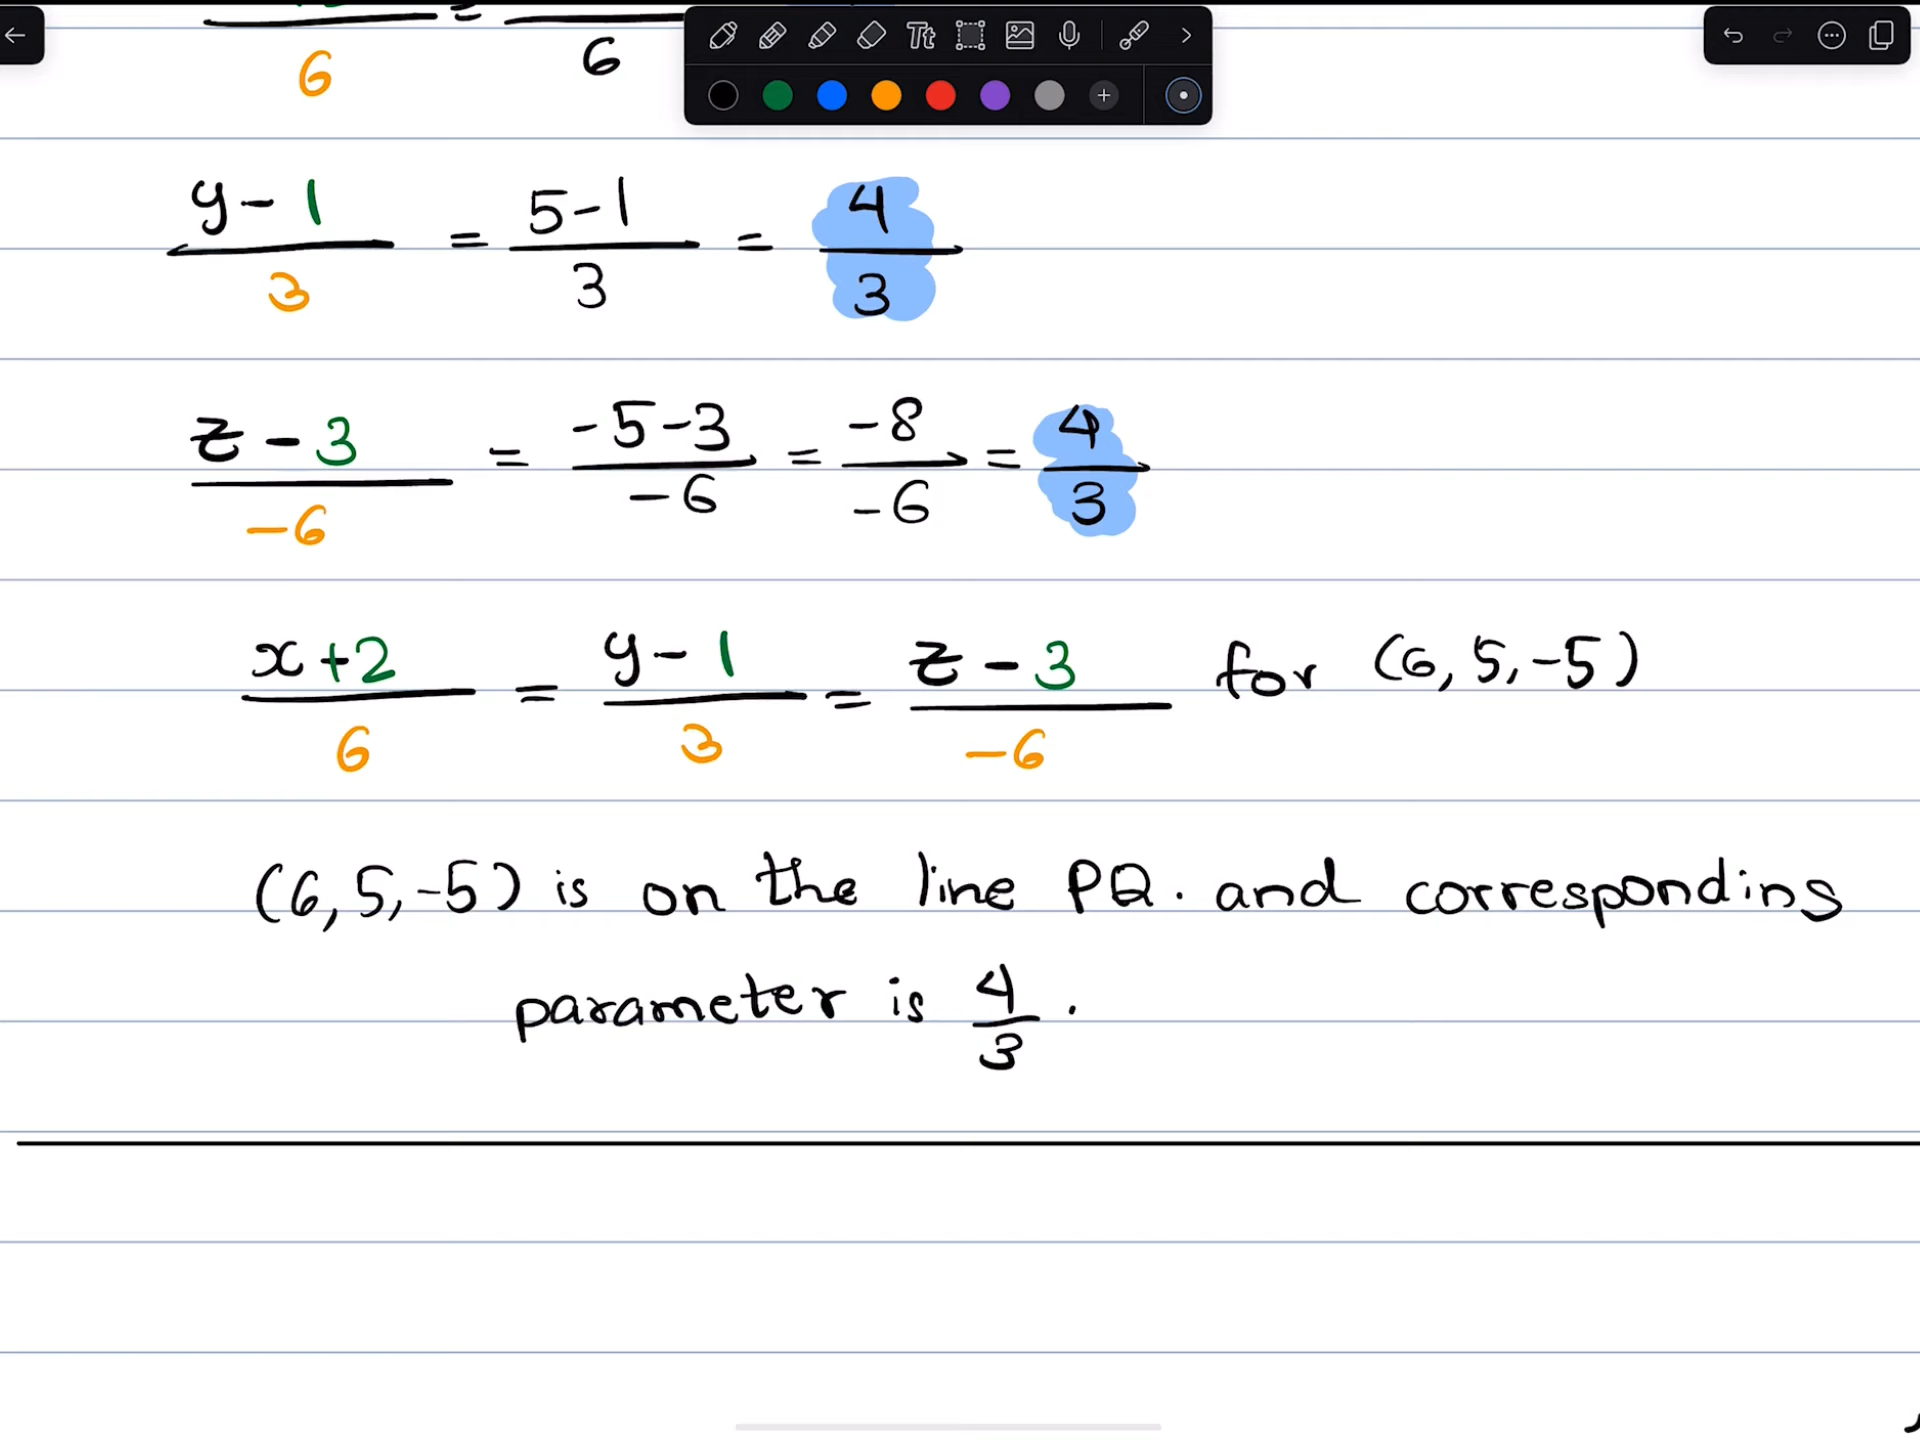 6 = 6
Tt
y - 1 / 3 = 5 - 1 / 3 = 4 / 3
z - 3 / -6 = -5 - 3 / -6 = -8 / -6 = 4 / 3
x + 2 / 6 = y - 1 / 3 = z - 3 / -6 for (6, 5, -5)
(6, 5, -5) is on the line PQ. and corresponding
parameter is 4 / 3 .